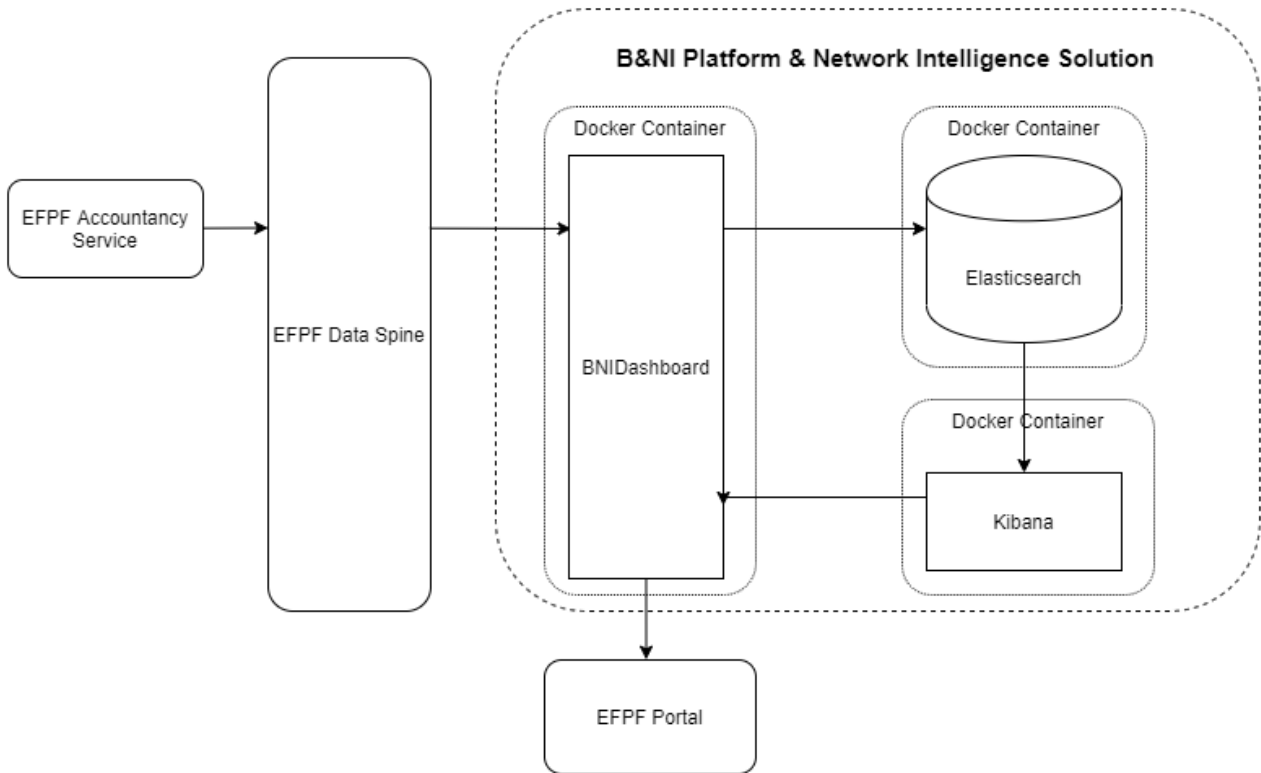 B&NI Platform & Network Intelligence Solution
Docker Container
Docker Container
EFPF Accountancy
Service
EFPF Data Spine
BNIDashboard
Elasticsearch
Docker Container
Kibana
EFPF Portal